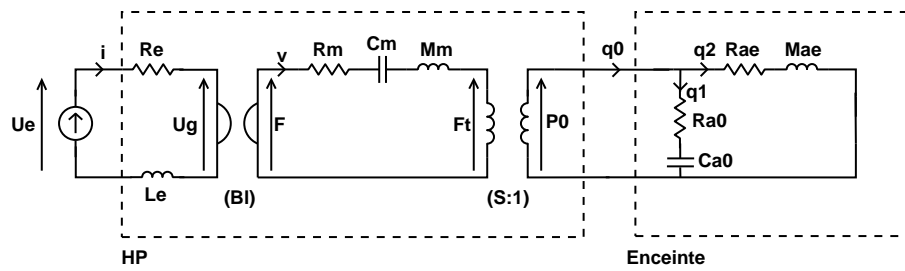 i Re v Rm Cm Mm q0 q2 Rae Mae
q1
Ue Ug F Ft P0 Ra0
Ca0
Le (Bl) (S:1)
HP Enceinte